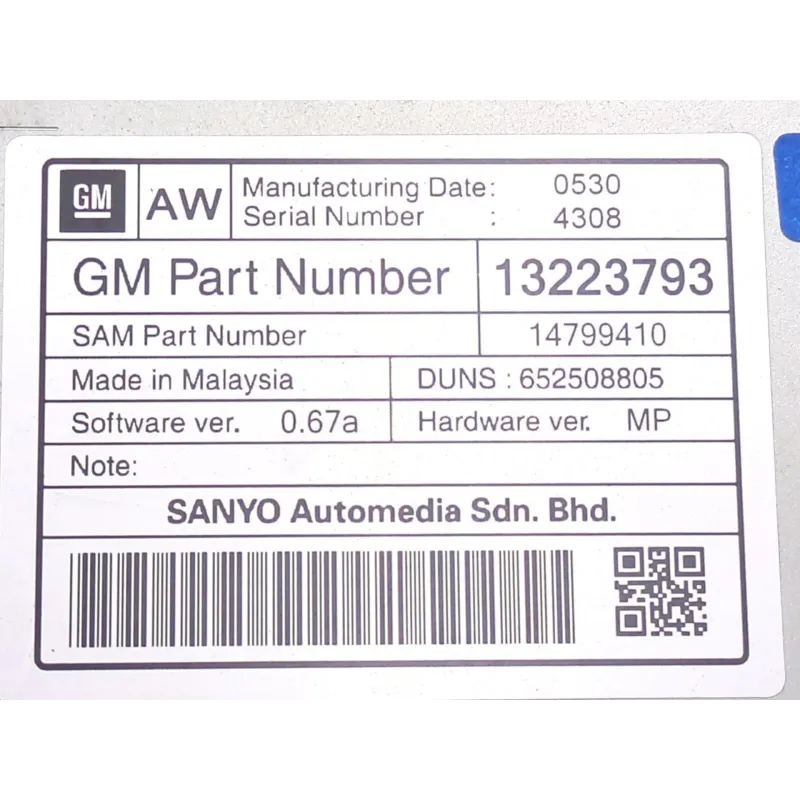 GM
AW
Manufacturing Date: 0530
Serial Number : 4308
GM Part Number 13223793
SAM Part Number 14799410
Made in Malaysia DUNS : 652508805
Software ver. 0.67a Hardware ver. MP
Note:
SANYO Automedia Sdn. Bhd.